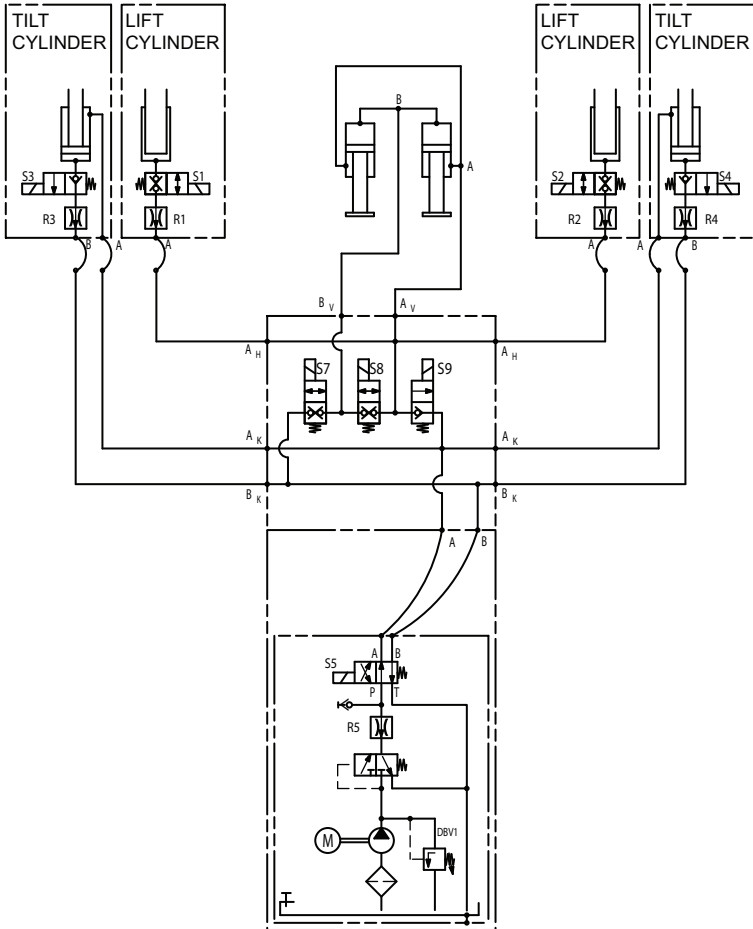 TILT
CYLINDER
LIFT
CYLINDER
LIFT
CYLINDER
TILT
CYLINDER
B
A
S3
S1
S2
S4
R3
R1
R2
R4
B
A
A
A
A
B
B V
A V
A H
A H
S7
S8
S9
A K
A K
B K
B K
A
B
A
B
S5
P
T
R5
M
DBV1